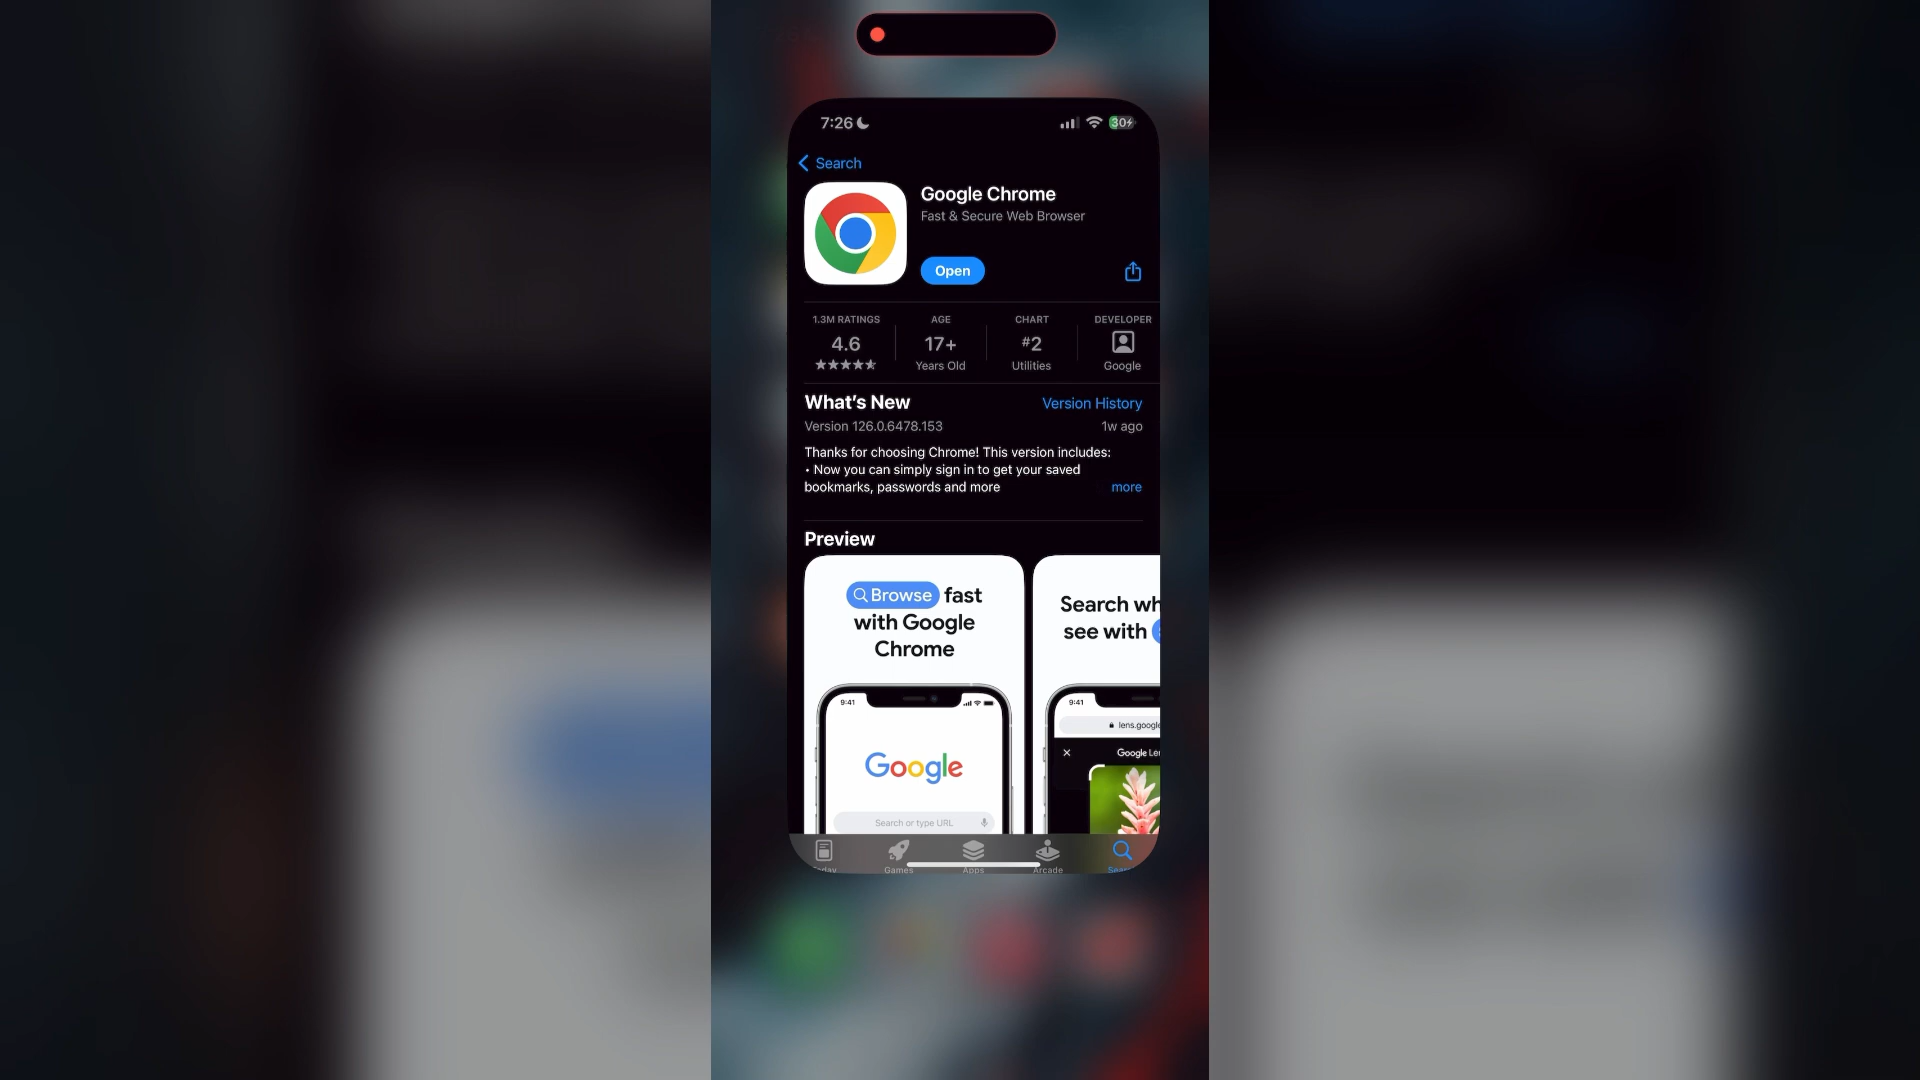 7:26
30
Search
Google Chrome
Fast & Secure Web Browser
Open
1.3M RATINGS
4.6
AGE
17+
Years Old
CHART
#2
Utilities
DEVELOPER
Google
What's New
Version History
Version 126.0.6478.153
1w ago
Thanks for choosing Chrome! This version includes:
• Now you can simply sign in to get your saved
bookmarks, passwords and more
more
Preview
Browse fast
with Google
Chrome
9:41
Google
Search or type URL
Search wh
see with
9:41
lens.google
Google Le
Games
Apps
Arcade